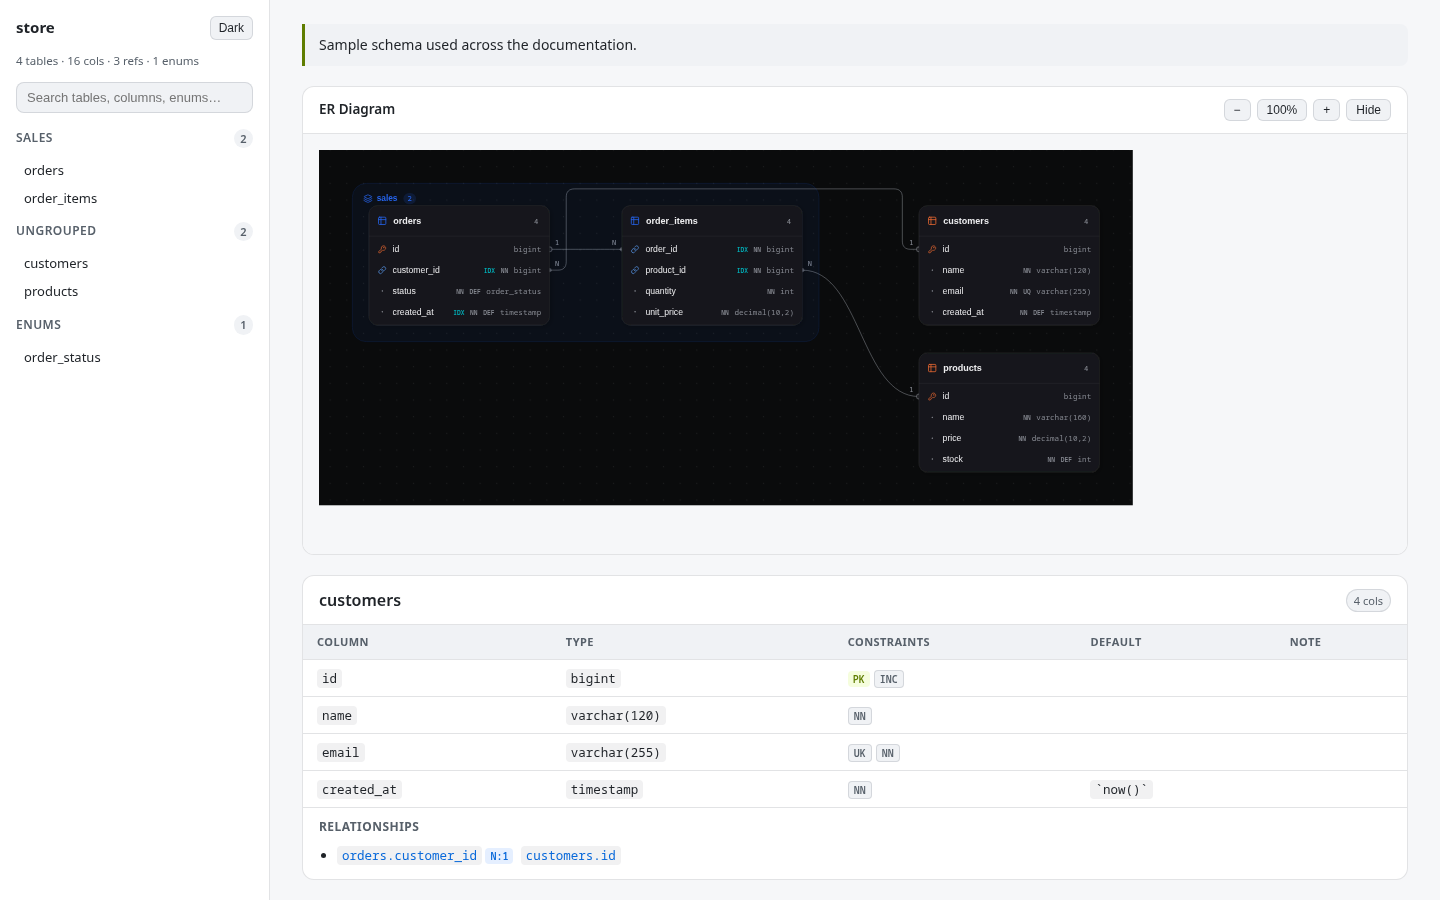 store
Dark
4 tables · 16 cols · 3 refs · 1 enums
Search tables, columns, enums…
SALES 2
orders
order_items
UNGROUPED 2
customers
products
ENUMS 1
order_status
Sample schema used across the documentation.
ER Diagram
− 100% + Hide
sales 2
orders 4
id bigint
customer_id IDX NN bigint
status NN DEF order_status
created_at IDX NN DEF timestamp
1
N
N
order_items 4
order_id IDX NN bigint
product_id IDX NN bigint
quantity NN int
unit_price NN decimal(10,2)
N
1
customers 4
id bigint
name NN varchar(120)
email NN UQ varchar(255)
created_at NN DEF timestamp
1
products 4
id bigint
name NN varchar(160)
price NN decimal(10,2)
stock NN DEF int
customers 4 cols
COLUMN TYPE CONSTRAINTS DEFAULT NOTE
id bigint PK INC
name varchar(120) NN
email varchar(255) UK NN
created_at timestamp NN `now()`
RELATIONSHIPS
• orders.customer_id N:1 customers.id